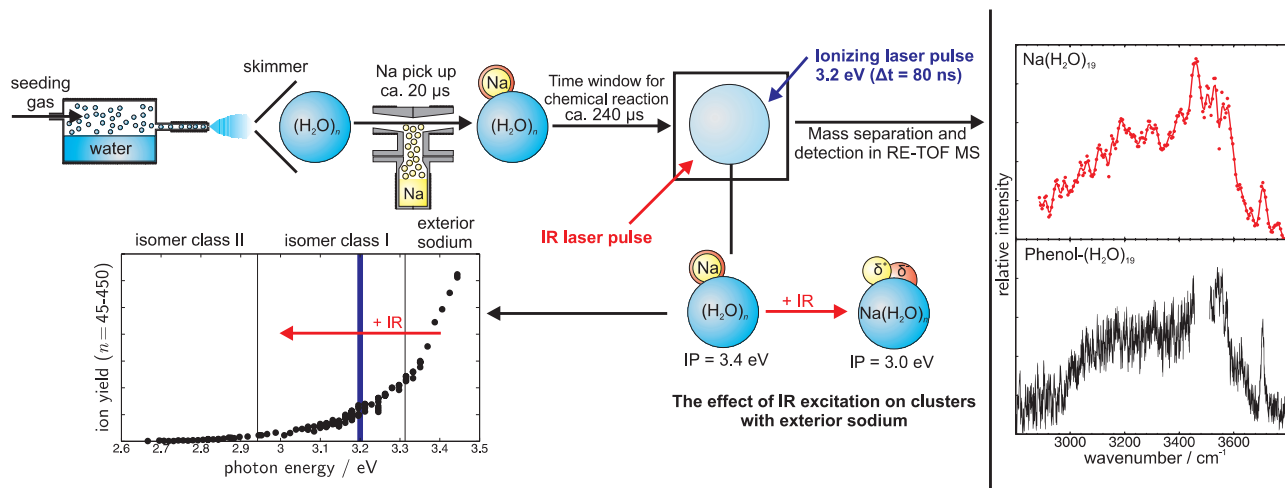 seeding
gas
water
skimmer
(H₂O)ₙ
Na pick up
ca. 20 µs
Na
Na
(H₂O)ₙ
Time window for
chemical reaction
ca. 240 µs
Ionizing laser pulse
3.2 eV (Δt = 80 ns)
Mass separation and
detection in RE-TOF MS
IR laser pulse
exterior
sodium
isomer class II
isomer class I
+ IR
ion yield (n = 45-450)
2.6 2.7 2.8 2.9 3 3.1 3.2 3.3 3.4 3.5
photon energy / eV
Na
(H₂O)ₙ
IP = 3.4 eV
+ IR
δ⁺ δ⁻
Na(H₂O)ₙ
IP = 3.0 eV
The effect of IR excitation on clusters
with exterior sodium
Na(H₂O)₁₉
Phenol-(H₂O)₁₉
relative intensity
3000 3200 3400 3600
wavenumber / cm⁻¹